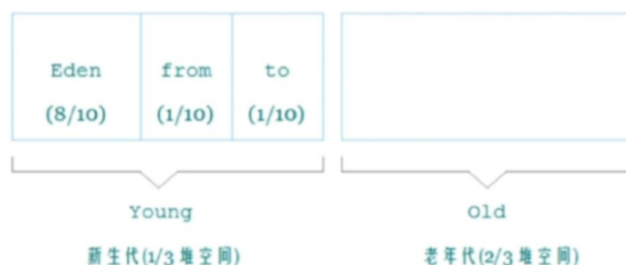 Eden from to
(8/10) (1/10) (1/10)
Young Old
新生代(1/3 堆空间) 老年代(2/3 堆空间)